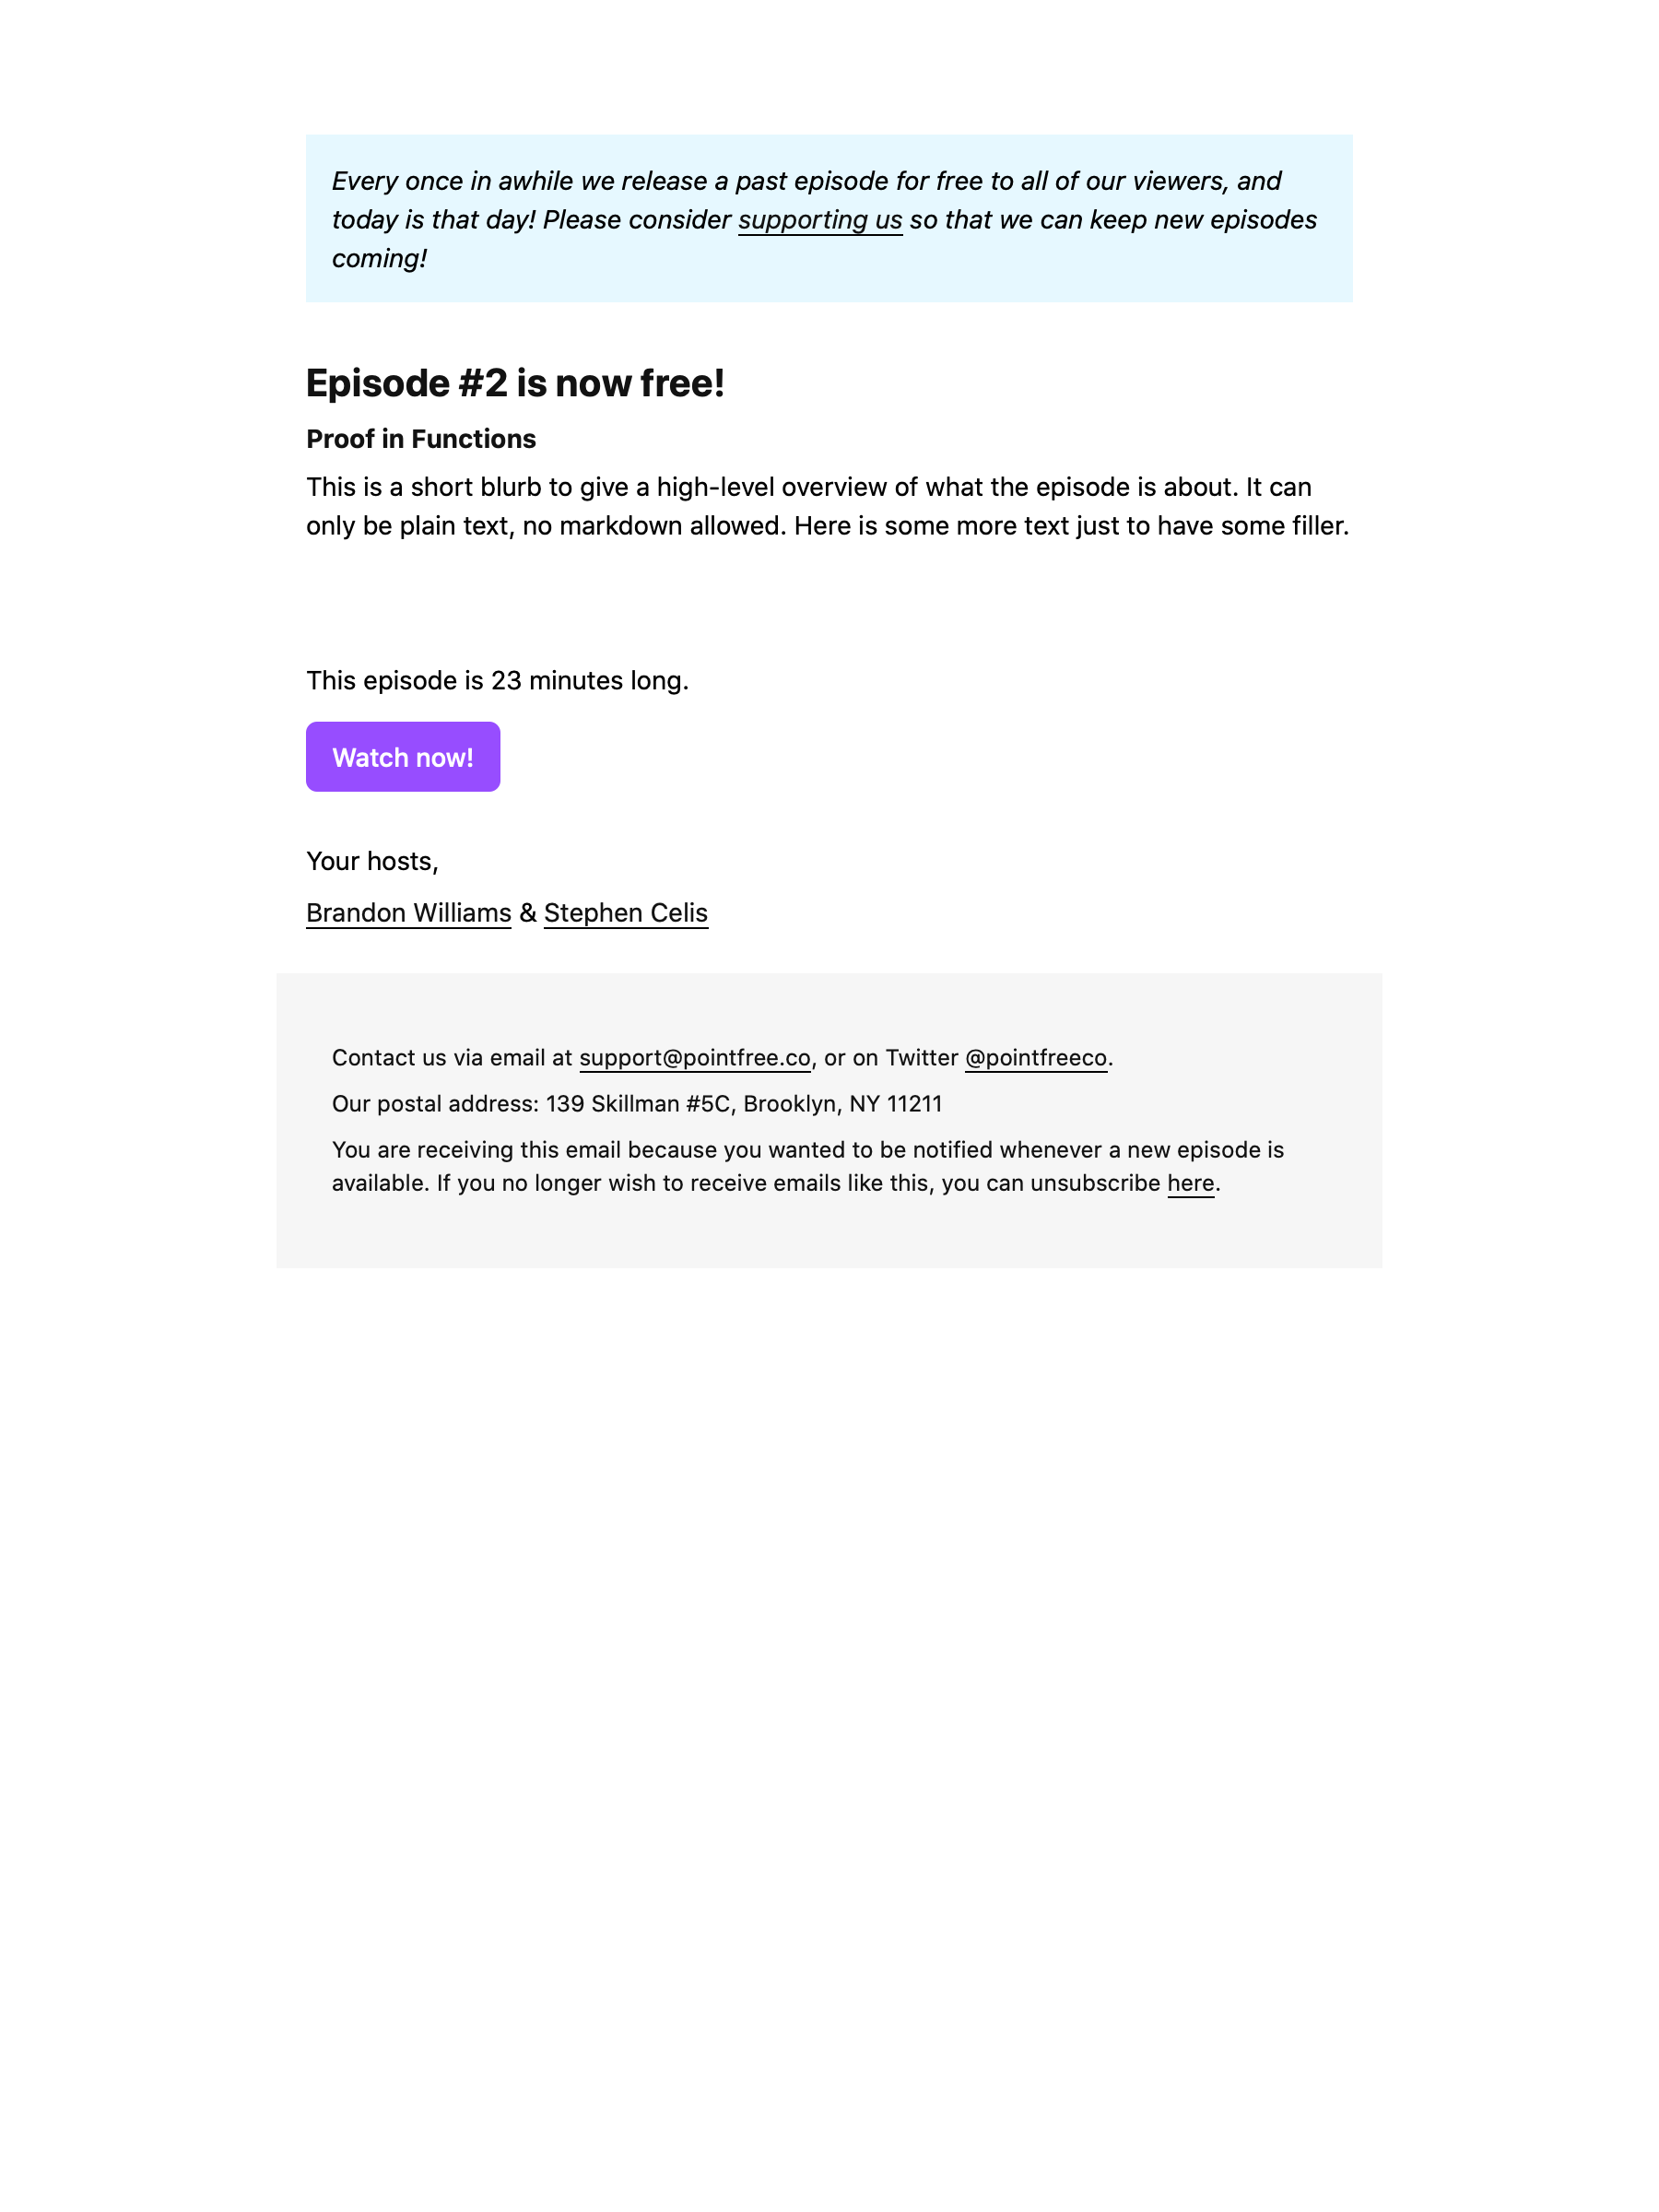 Every once in awhile we release a past episode for free to all of our viewers, and
today is that day! Please consider supporting us so that we can keep new episodes
coming!
Episode #2 is now free!
Proof in Functions
This is a short blurb to give a high-level overview of what the episode is about. It can
only be plain text, no markdown allowed. Here is some more text just to have some filler.
This episode is 23 minutes long.
Watch now!
Your hosts,
Brandon Williams & Stephen Celis
Contact us via email at support@pointfree.co, or on Twitter @pointfreeco.
Our postal address: 139 Skillman #5C, Brooklyn, NY 11211
You are receiving this email because you wanted to be notified whenever a new episode is
available. If you no longer wish to receive emails like this, you can unsubscribe here.